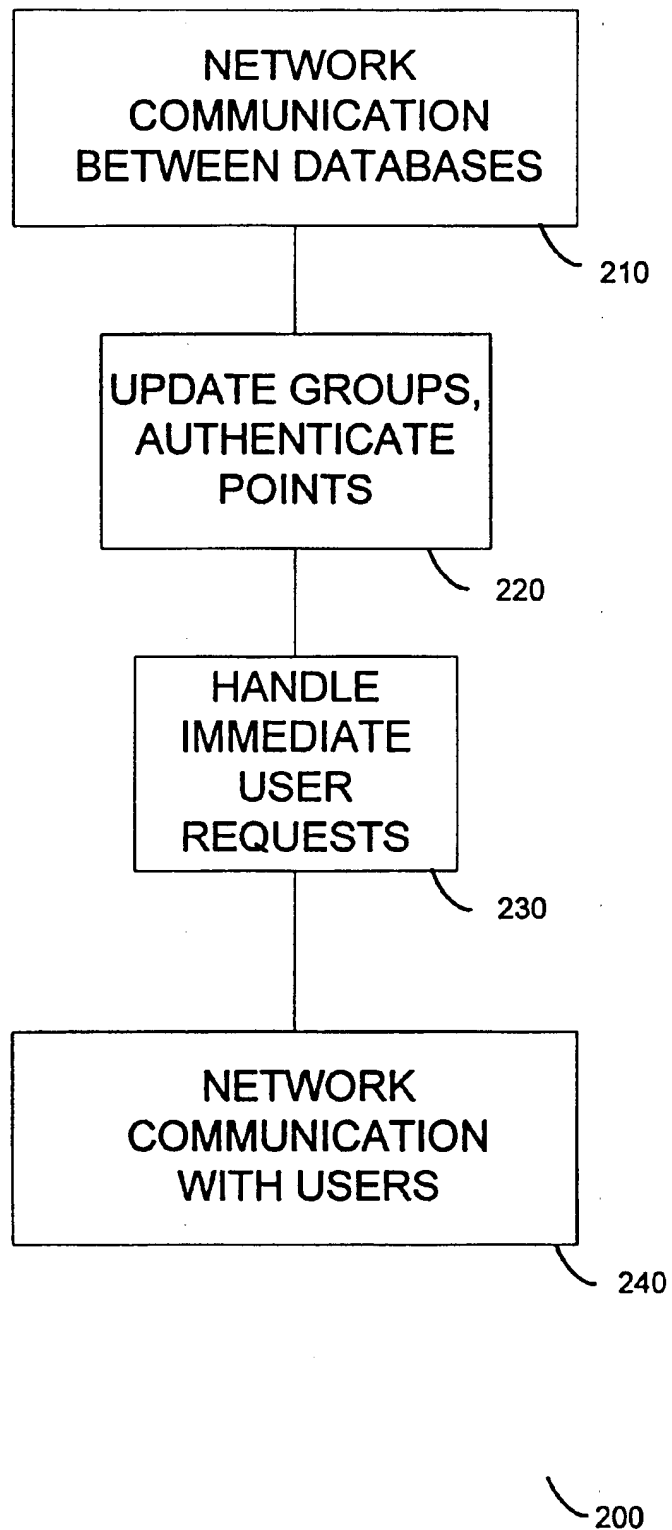 NETWORK
COMMUNICATION
BETWEEN DATABASES
210
UPDATE GROUPS,
AUTHENTICATE
POINTS
220
HANDLE
IMMEDIATE
USER
REQUESTS
230
NETWORK
COMMUNICATION
WITH USERS
240
200